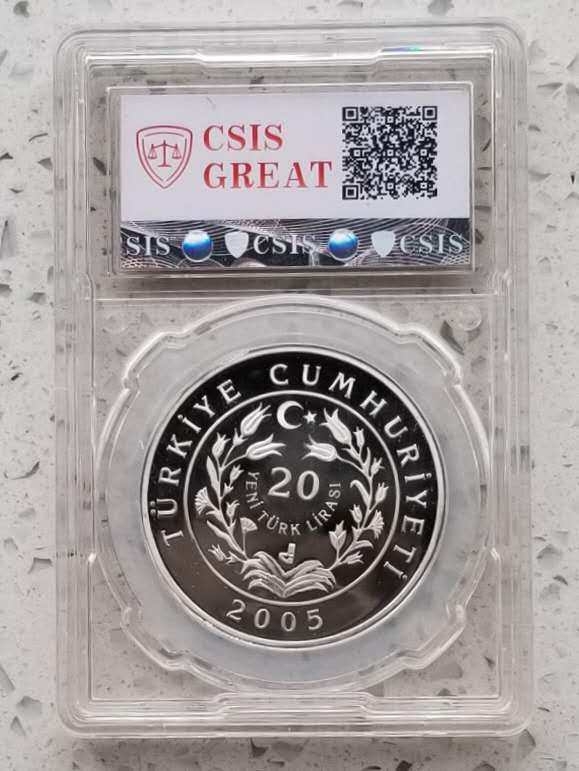 CSIS
GREAT
SIS CSIS CSIS
TÜRKİYE CUMHURİYETİ
20
YENİ TÜRK LİRASI
2005